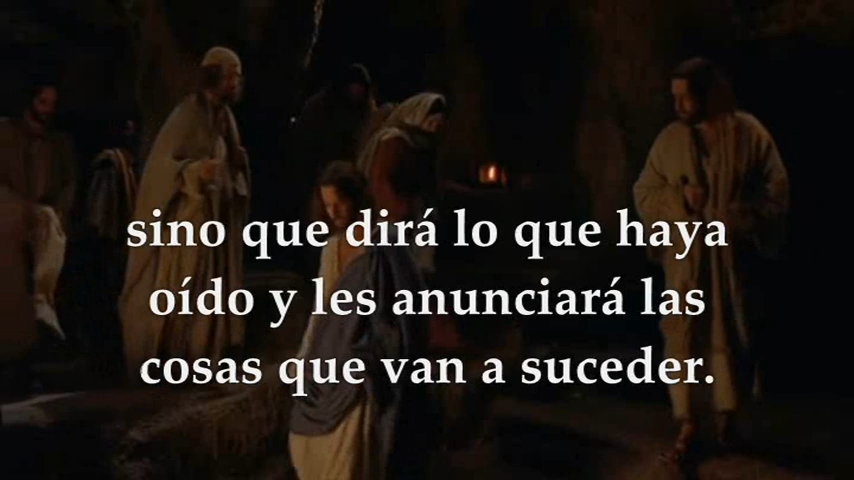 sino que dirá lo que haya
oído y les anunciará las
cosas que van a suceder.